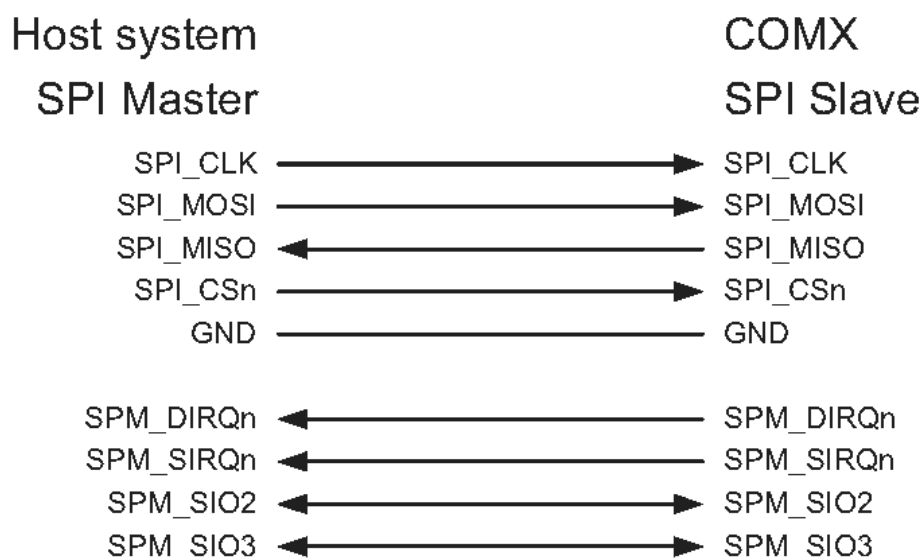 Host system COMX
SPI Master SPI Slave
SPI_CLK SPI_CLK
SPI_MOSI SPI_MOSI
SPI_MISO SPI_MISO
SPI_CSn SPI_CSn
GND GND
SPM_DIRQn SPM_DIRQn
SPM_SIRQn SPM_SIRQn
SPM_SIO2 SPM_SIO2
SPM_SIO3 SPM_SIO3